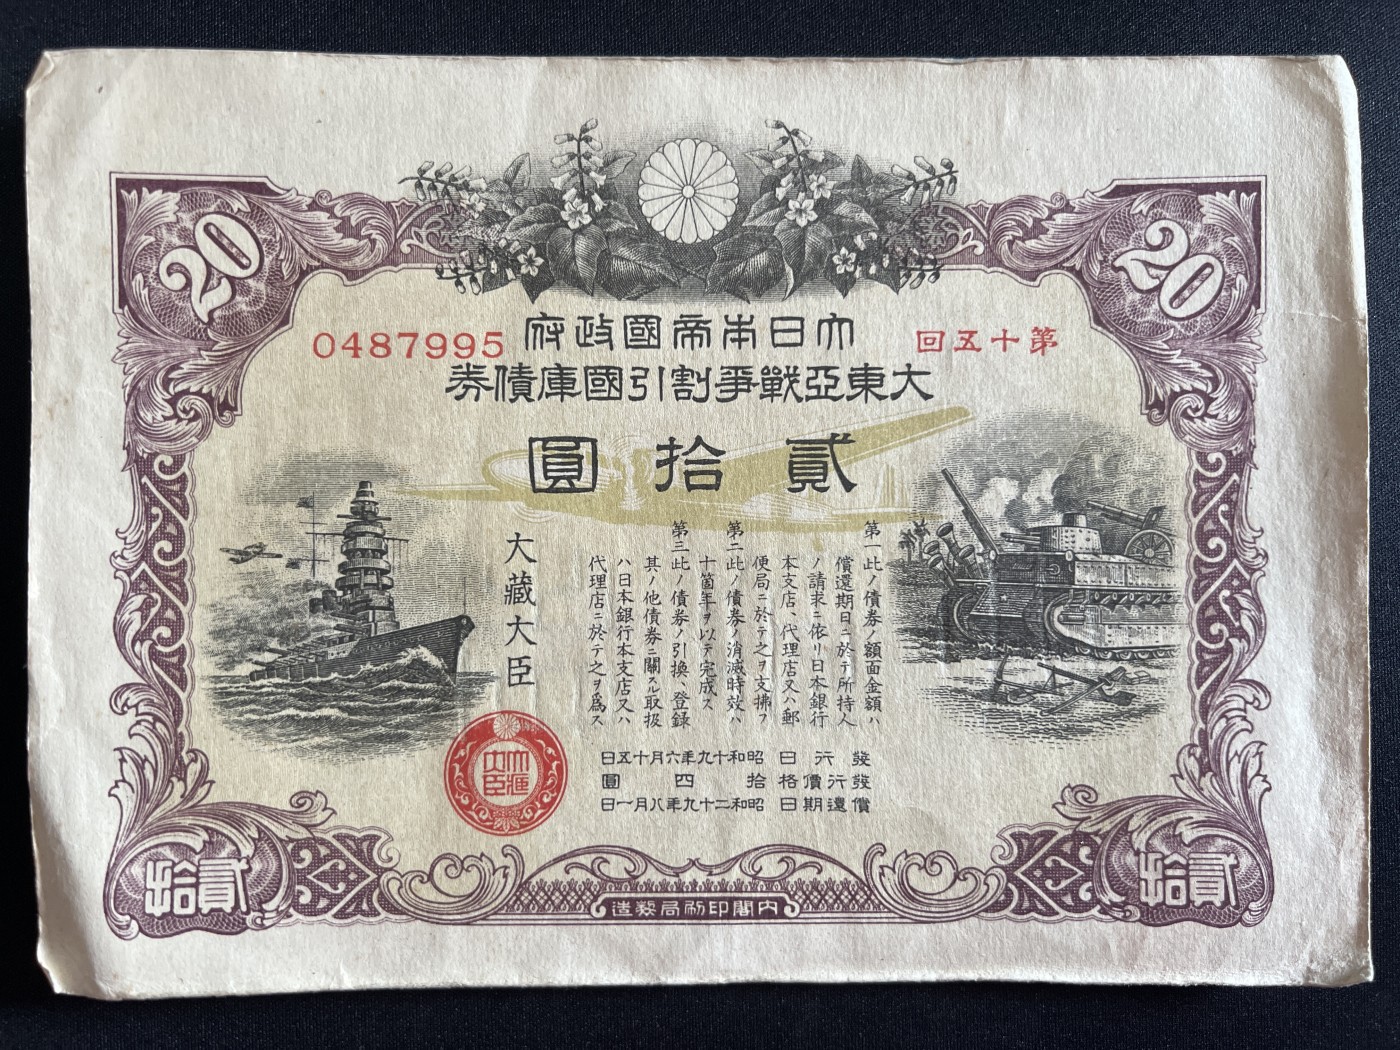 20
20
第十五回
大日本帝國政府
0487995
大東亞戰爭割引國庫債券
貳拾圓
第一 此ノ債券ノ額面金額ハ
償還期日ニ於テ所持人
ノ請求ニ依リ日本銀行
本支店、代理店又ハ郵
便局ニ於テ之ヲ支拂フ
第二 此ノ債券ノ消滅時效ハ
十箇年ヲ以テ完成ス
第三 此ノ債券ノ引換、登錄
其ノ他債券ニ關スル取扱
ハ日本銀行本支店又ハ
代理店ニ於テ之ヲ爲ス
大藏大臣
發行日 昭和十九年六月十五日
發行價格 拾四圓
償還期日 昭和二十九年八月一日
大藏
大臣
貳拾
貳拾
内閣印刷局製造